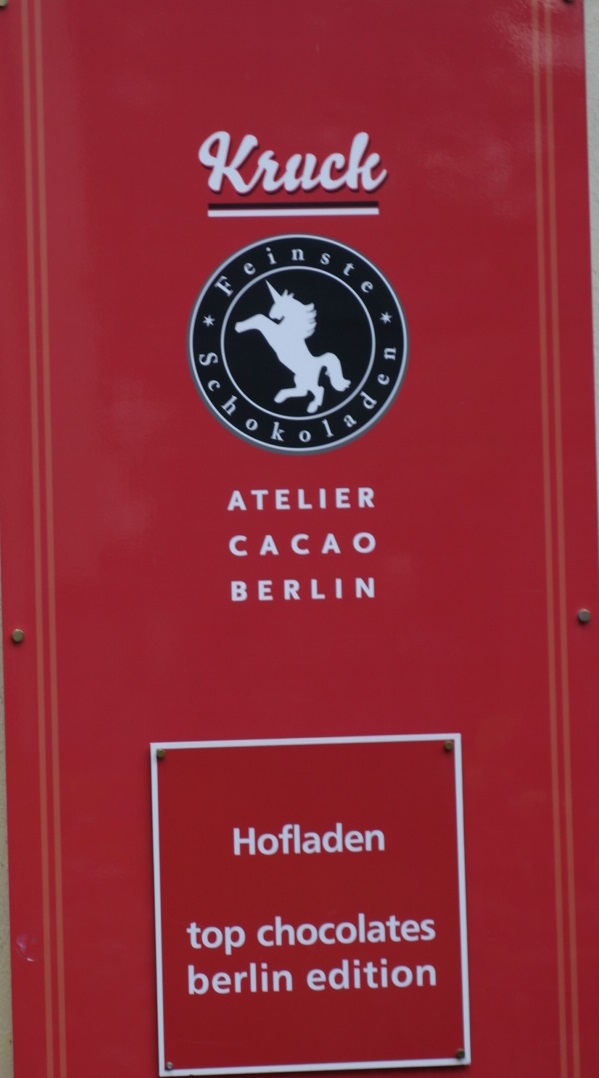 Kruck
Feinste
Schokoladen
ATELIER
CACAO
BERLIN
Hofladen
top chocolates
berlin edition